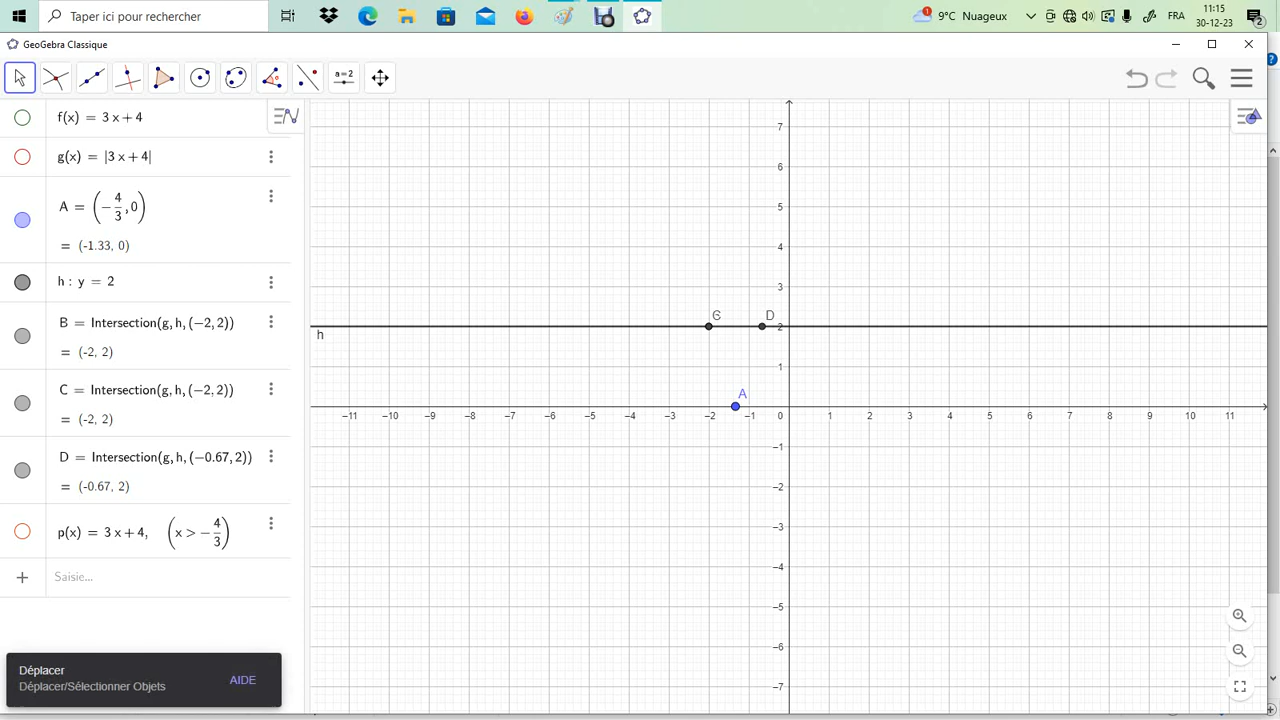 Taper ici pour rechercher
9°C Nuageux
FRA
11:15
30-12-23
2
GeoGebra Classique
a=2
f(x) = 3 x + 4
g(x) = |3 x + 4|
A = (-4/3, 0)
= (-1.33, 0)
h : y = 2
B = Intersection(g, h, (−2, 2))
= (-2, 2)
C = Intersection(g, h, (−2, 2))
= (-2, 2)
D = Intersection(g, h, (−0.67, 2))
= (-0.67, 2)
p(x) = 3 x + 4, (x > −4/3)
Saisie...
Déplacer
Déplacer/Sélectionner Objets
AIDE
7
6
5
4
3
D
2
h
1
A
−11 −10 −9 −8 −7 −6 −5 −4 −3 −2 −1 0 1 2 3 4 5 6 7 8 9 10 11
−1
−2
−3
−4
−5
−6
−7